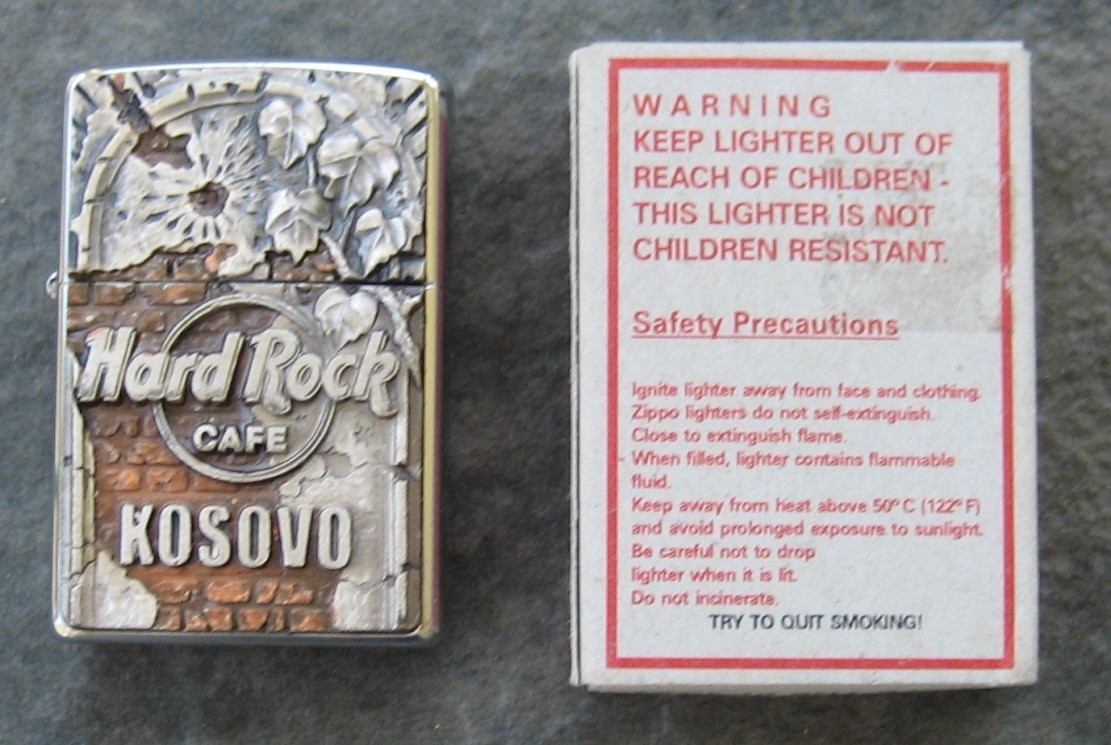 Hard Rock
CAFE
KOSOVO
WARNING
KEEP LIGHTER OUT OF
REACH OF CHILDREN -
THIS LIGHTER IS NOT
CHILDREN RESISTANT.
Safety Precautions
Ignite lighter away from face and clothing.
Zippo lighters do not self-extinguish.
Close to extinguish flame.
When filled, lighter contains flammable
fluid.
Keep away from heat above 50°C (122°F)
and avoid prolonged exposure to sunlight.
Be careful not to drop
lighter when it is lit.
Do not incinerate.
TRY TO QUIT SMOKING!